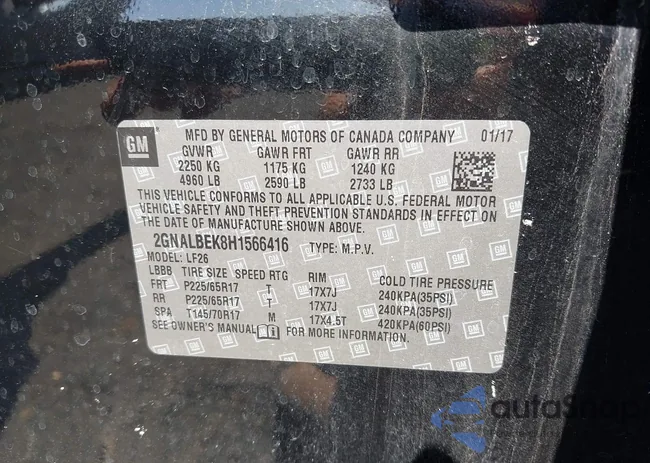 GM
MFD BY GENERAL MOTORS OF CANADA COMPANY 01/17
GVWR GAWR FRT GAWR RR
2250 KG 1175 KG 1240 KG
4960 LB 2590 LB 2733 LB
THIS VEHICLE CONFORMS TO ALL APPLICABLE U.S. FEDERAL MOTOR
VEHICLE SAFETY AND THEFT PREVENTION STANDARDS IN EFFECT ON
THE DATE OF MANUFACTURE SHOWN ABOVE.
2GNALBEK8H1566416 TYPE: M.P.V.
MODEL: LF26
LBBB TIRE SIZE SPEED RTG RIM COLD TIRE PRESSURE
FRT P225/65R17 T 17X7J 240KPA(35PSI)
RR P225/65R17 T 17X7J 240KPA(35PSI)
SPA T145/70R17 M 17X4.5T 420KPA(60PSI)
SEE OWNER'S MANUAL FOR MORE INFORMATION.
autoSnap